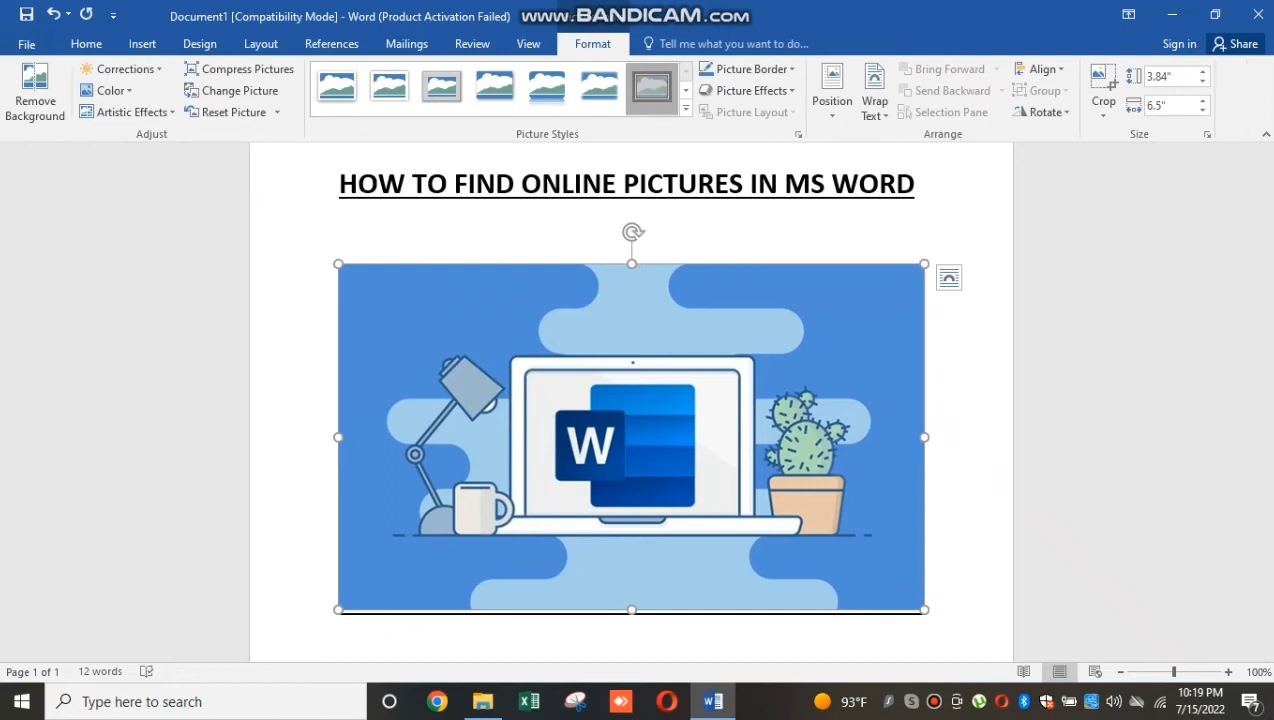 Document1 [Compatibility Mode] - Word (Product Activation Failed)
www.BANDICAM.com
File Home Insert Design Layout References Mailings Review View Format Tell me what you want to do... Sign in Share
Remove Background
Corrections
Color
Artistic Effects
Compress Pictures
Change Picture
Reset Picture
Adjust
Picture Styles
Picture Border
Picture Effects
Picture Layout
Position
Wrap Text
Bring Forward
Send Backward
Selection Pane
Align
Group
Rotate
Arrange
Crop
3.84"
6.5"
Size
HOW TO FIND ONLINE PICTURES IN MS WORD
W
Page 1 of 1 12 words 100%
Type here to search
93°F
10:19 PM
7/15/2022
7